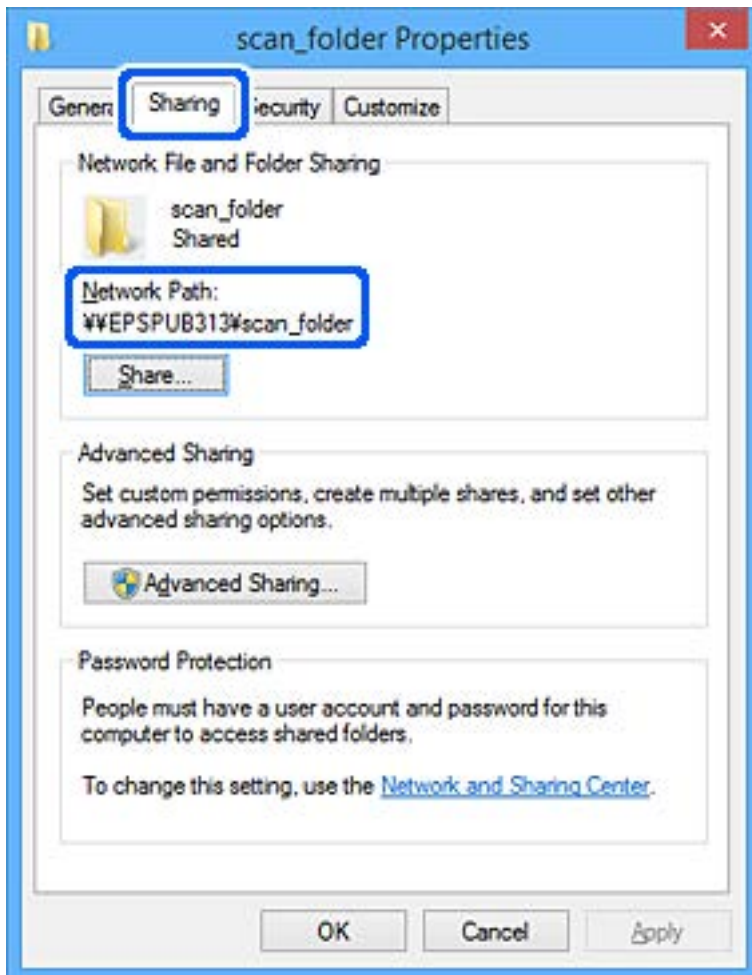 scan_folder Properties
Genera Sharing Security Customize
Network File and Folder Sharing
scan_folder
Shared
Network Path:
¥¥EPSPUB313¥scan_folder
Share...
Advanced Sharing
Set custom permissions, create multiple shares, and set other
advanced sharing options.
Advanced Sharing...
Password Protection
People must have a user account and password for this
computer to access shared folders.
To change this setting, use the Network and Sharing Center.
OK Cancel Apply